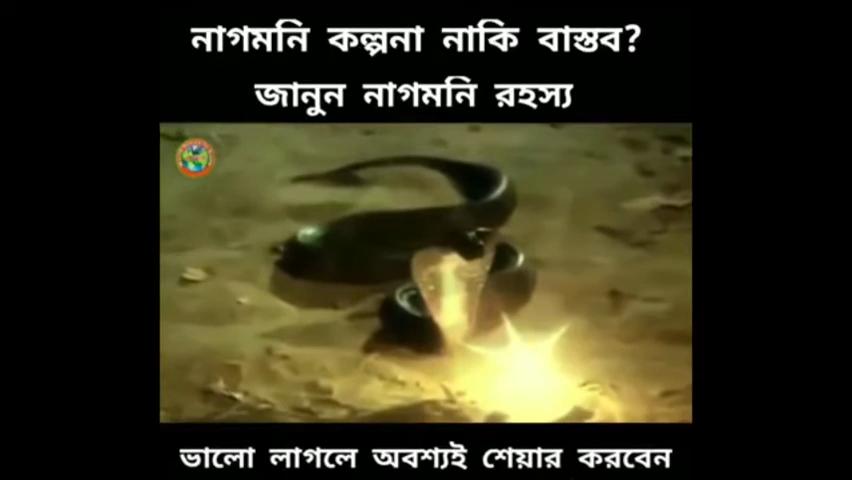 নাগমনি কল্পনা নাকি বাস্তব?
জানুন নাগমনি রহস্য
ভালো লাগলে অবশ্যই শেয়ার করবেন